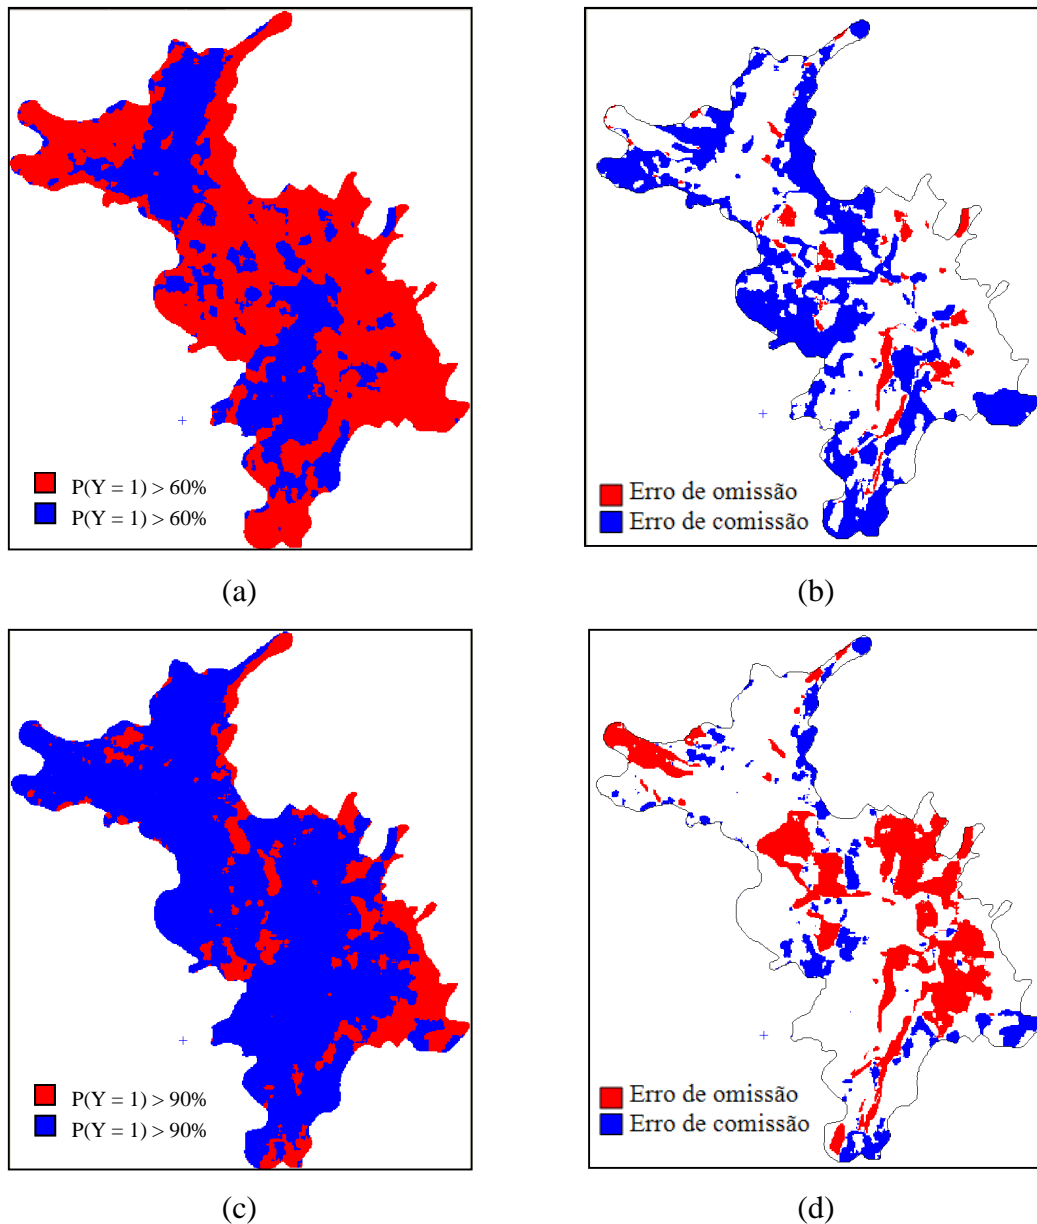 P(Y = 1) > 60%
P(Y = 1) > 60%
Erro de omissão
Erro de comissão
(a)
(b)
P(Y = 1) > 90%
P(Y = 1) > 90%
Erro de omissão
Erro de comissão
(c)
(d)